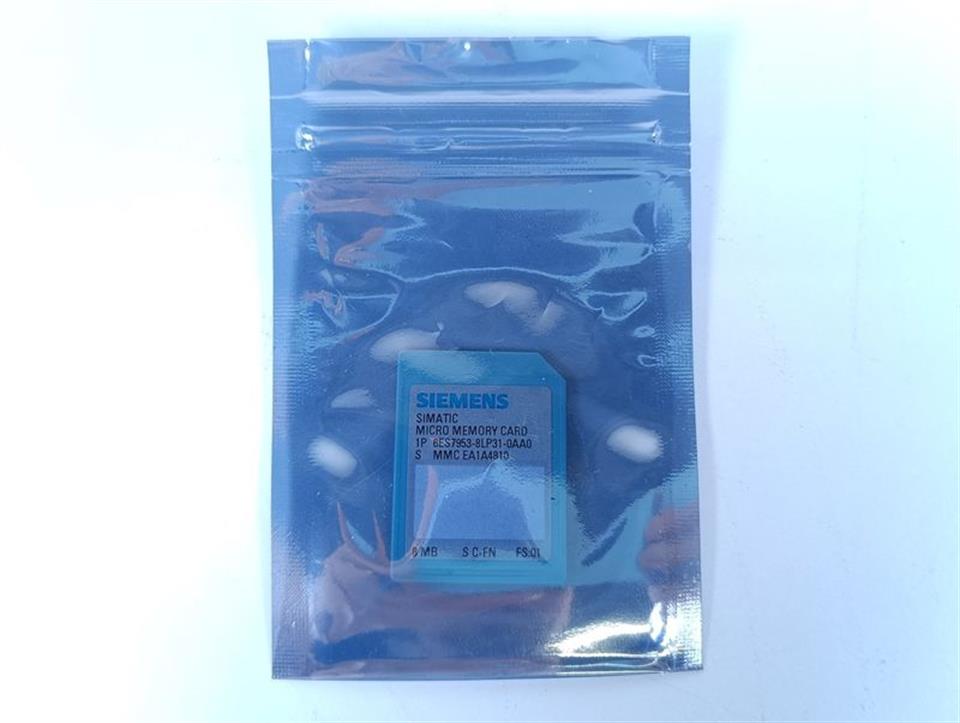 SIEMENS
SIMATIC
MICRO MEMORY CARD
1P 6ES7953-8LP31-0AA0
S MMC EA1A4810
8 MB S C-FN FS:01